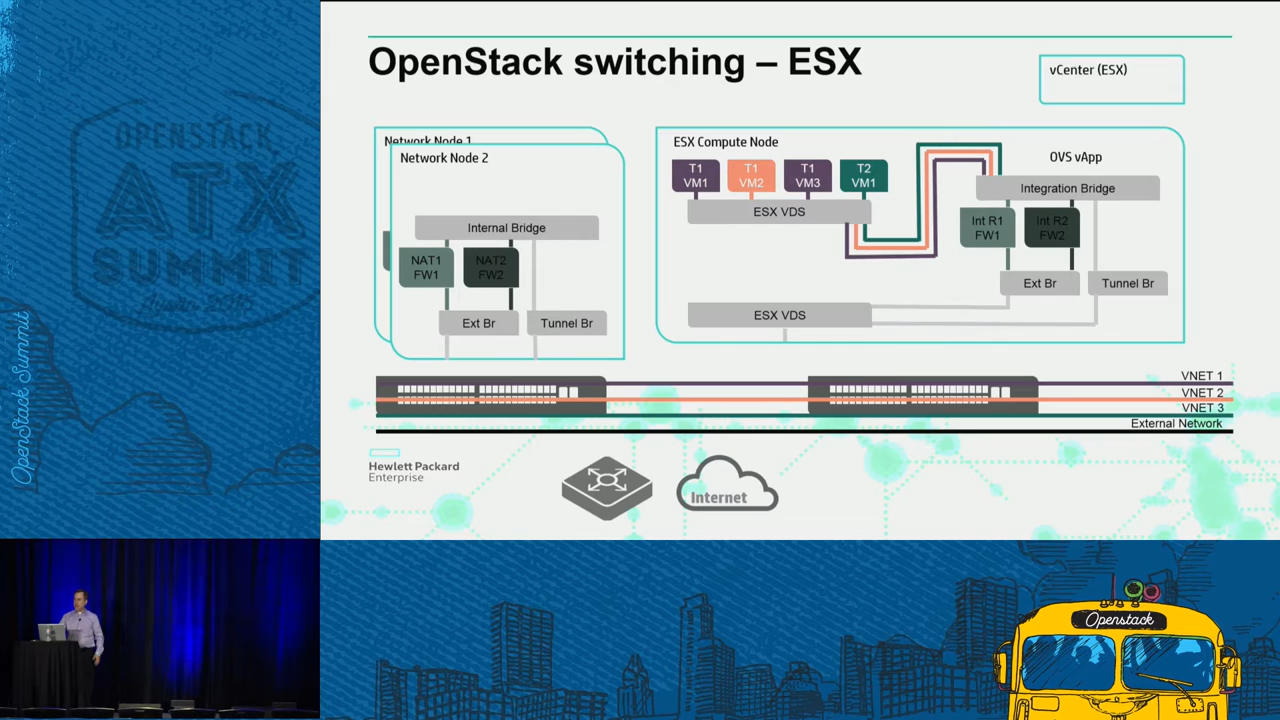 OpenStack switching – ESX
vCenter (ESX)
Network Node 1
Network Node 2
Internal Bridge
NAT1
FW1
NAT2
FW2
Ext Br
Tunnel Br
ESX Compute Node
T1
VM1
T1
VM2
T1
VM3
T2
VM1
ESX VDS
OVS vApp
Integration Bridge
Int R1
FW1
Int R2
FW2
Ext Br
Tunnel Br
ESX VDS
VNET 1
VNET 2
VNET 3
External Network
Hewlett Packard
Enterprise
Internet
OPENSTACK
ATX
SUMMIT
OpenStack Summit
Openstack